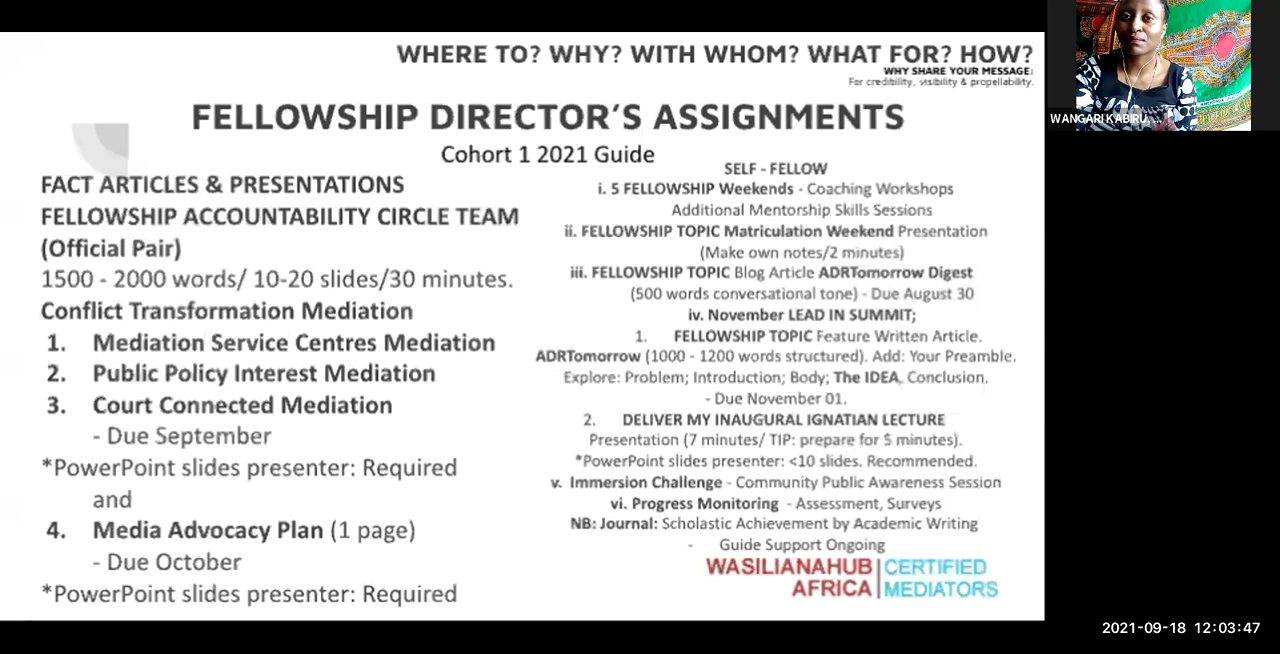 WHERE TO? WHY? WITH WHOM? WHAT FOR? HOW?
WHY SHARE YOUR MESSAGE:
For credibility, visibility & propellability.
FELLOWSHIP DIRECTOR'S ASSIGNMENTS
Cohort 1 2021 Guide
FACT ARTICLES & PRESENTATIONS
FELLOWSHIP ACCOUNTABILITY CIRCLE TEAM
(Official Pair)
1500 - 2000 words/ 10-20 slides/30 minutes.
Conflict Transformation Mediation
1. Mediation Service Centres Mediation
2. Public Policy Interest Mediation
3. Court Connected Mediation
- Due September
*PowerPoint slides presenter: Required
and
4. Media Advocacy Plan (1 page)
- Due October
*PowerPoint slides presenter: Required
SELF - FELLOW
i. 5 FELLOWSHIP Weekends - Coaching Workshops
Additional Mentorship Skills Sessions
ii. FELLOWSHIP TOPIC Matriculation Weekend Presentation
(Make own notes/2 minutes)
iii. FELLOWSHIP TOPIC Blog Article ADRTomorrow Digest
(500 words conversational tone) - Due August 30
iv. November LEAD IN SUMMIT;
1. FELLOWSHIP TOPIC Feature Written Article.
ADRTomorrow (1000 - 1200 words structured). Add: Your Preamble.
Explore: Problem; Introduction; Body; The IDEA, Conclusion.
- Due November 01.
2. DELIVER MY INAUGURAL IGNATIAN LECTURE
Presentation (7 minutes/ TIP: prepare for 5 minutes).
*PowerPoint slides presenter: <10 slides. Recommended.
v. Immersion Challenge - Community Public Awareness Session
vi. Progress Monitoring - Assessment, Surveys
NB: Journal: Scholastic Achievement by Academic Writing
- Guide Support Ongoing
WASILIANAHUB AFRICA | CERTIFIED MEDIATORS
WANGARI KABIRU, ...
2021-09-18 12:03:47